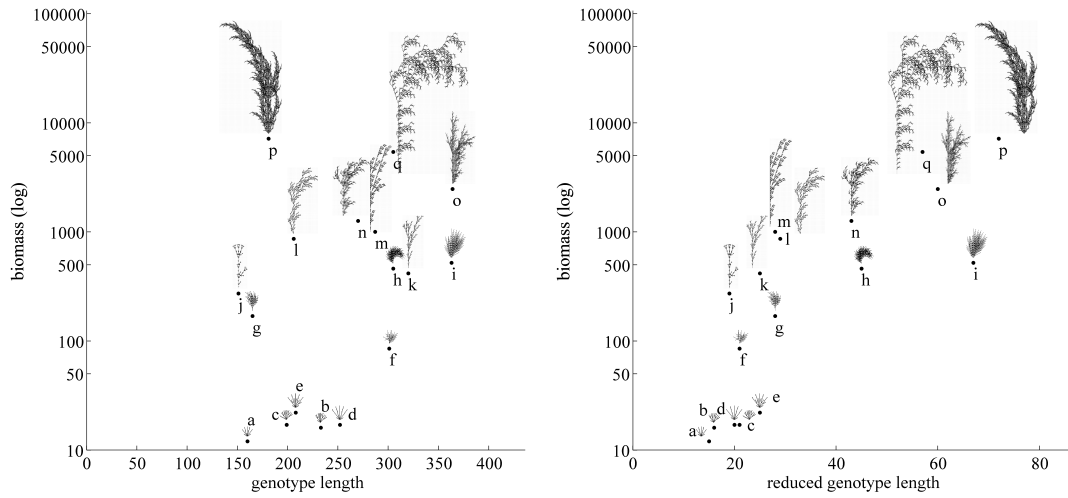 100000
50000
10000
5000
1000
500
100
50
10
biomass (log)
0
50
100
150
200
250
300
350
400
genotype length
p
q
o
n
m
l
h
k
i
j
g
f
e
c
b
d
a
100000
50000
10000
5000
1000
500
100
50
10
biomass (log)
0
20
40
60
80
reduced genotype length
p
q
o
m
n
l
k
h
i
j
g
f
e
b
d
c
a